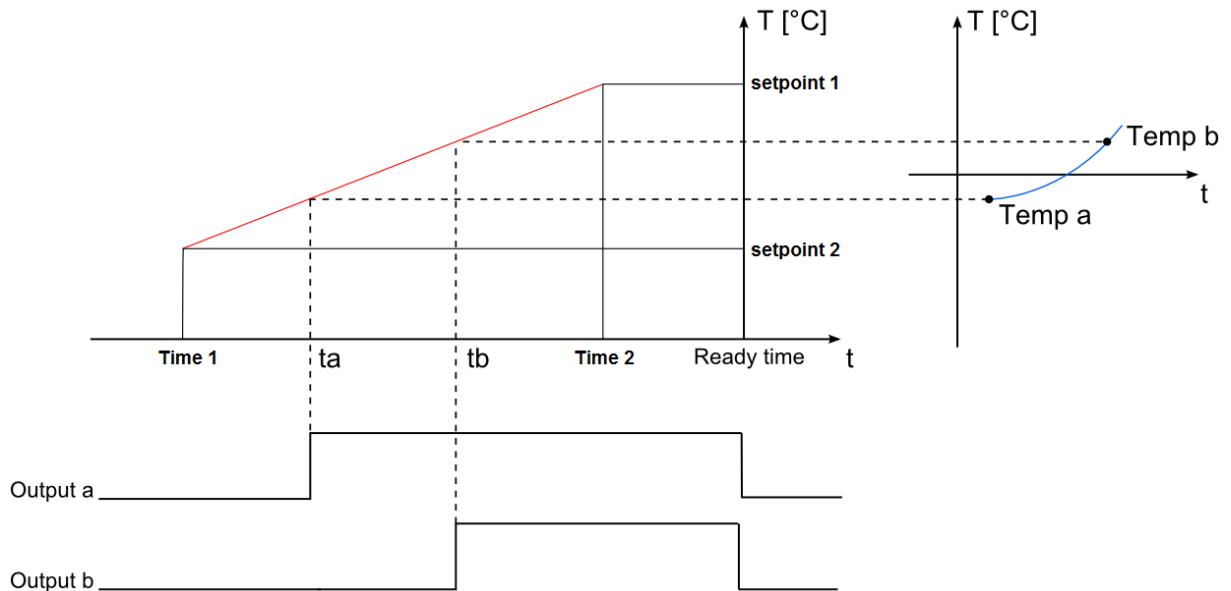 T [°C]
T [°C]
setpoint 1
Temp b
t
Temp a
setpoint 2
Time 1
ta
tb
Time 2
Ready time
t
Output a
Output b